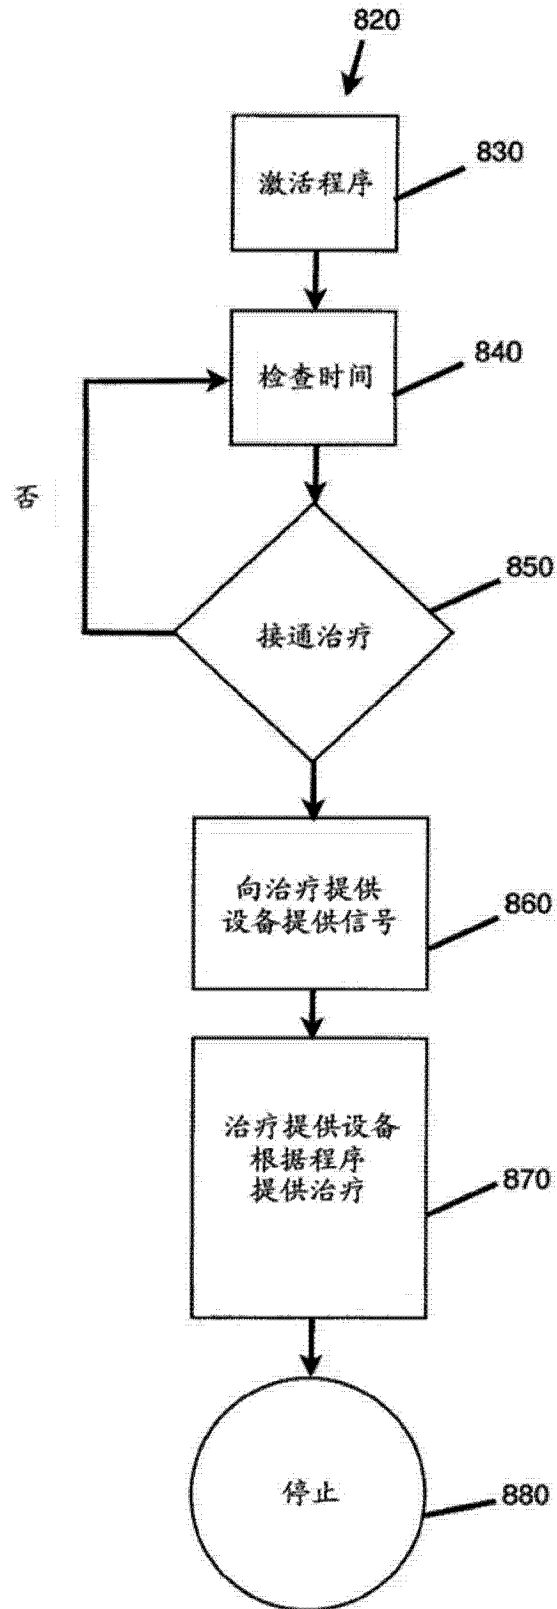 820
激活程序
830
检查时间
840
否
接通治疗
850
向治疗提供
设备提供信号
860
治疗提供设备
根据程序
提供治疗
870
停止
880